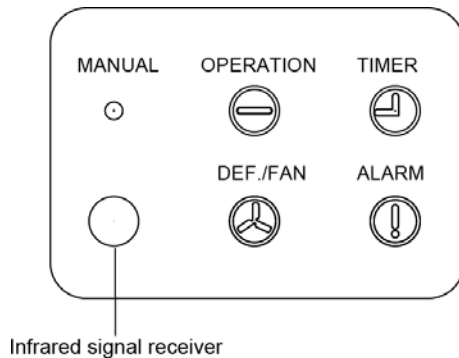 MANUAL OPERATION TIMER
DEF./FAN ALARM
Infrared signal receiver